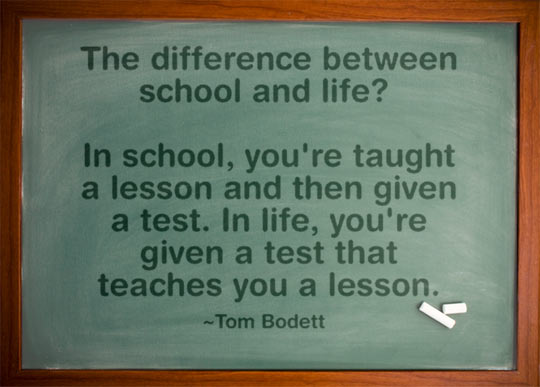 The difference between
school and life?
In school, you're taught
a lesson and then given
a test. In life, you're
given a test that
teaches you a lesson.
~Tom Bodett